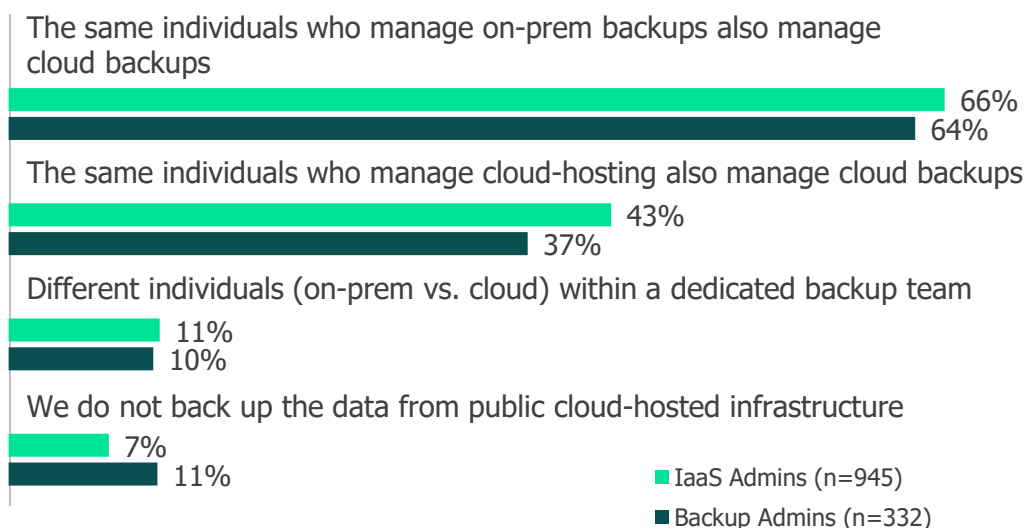 The same individuals who manage on-prem backups also manage
cloud backups
66%
64%
The same individuals who manage cloud-hosting also manage cloud backups
43%
37%
Different individuals (on-prem vs. cloud) within a dedicated backup team
11%
10%
We do not back up the data from public cloud-hosted infrastructure
7%
11%
IaaS Admins (n=945)
Backup Admins (n=332)